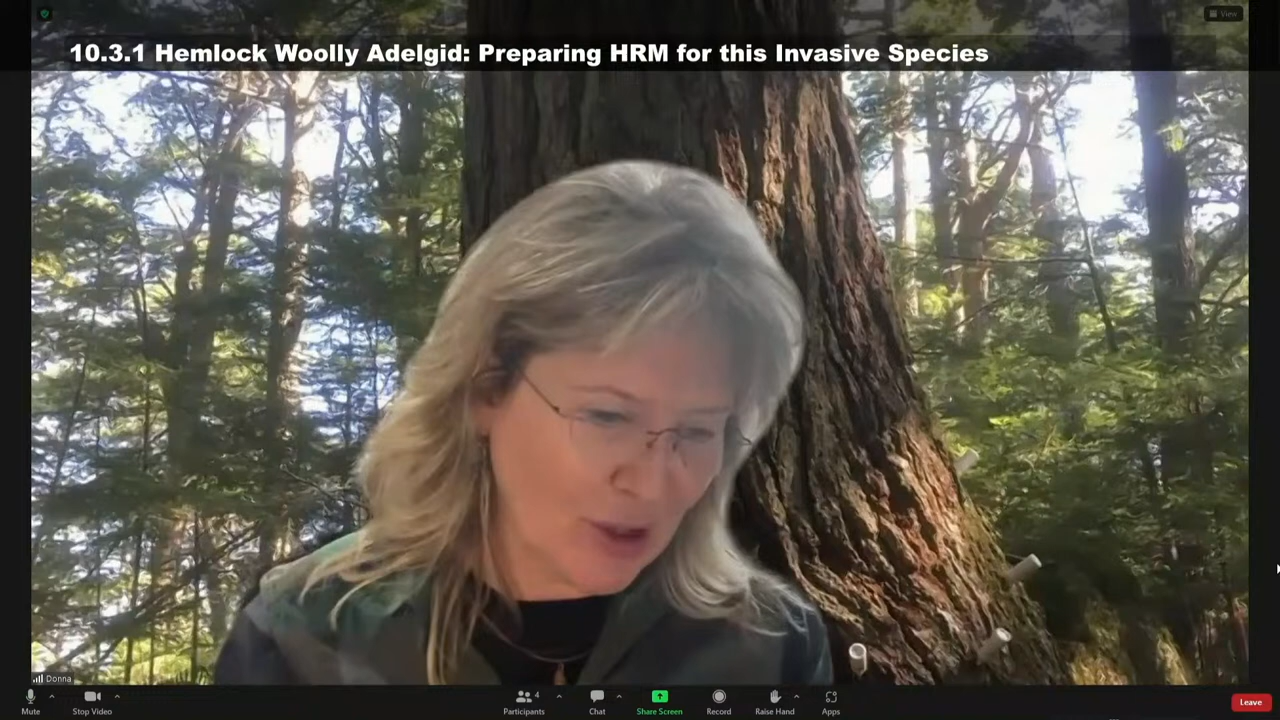 View
10.3.1 Hemlock Woolly Adelgid: Preparing HRM for this Invasive Species
Donna
4
Mute
Stop Video
Participants
Chat
Share Screen
Record
Raise Hand
Apps
Leave